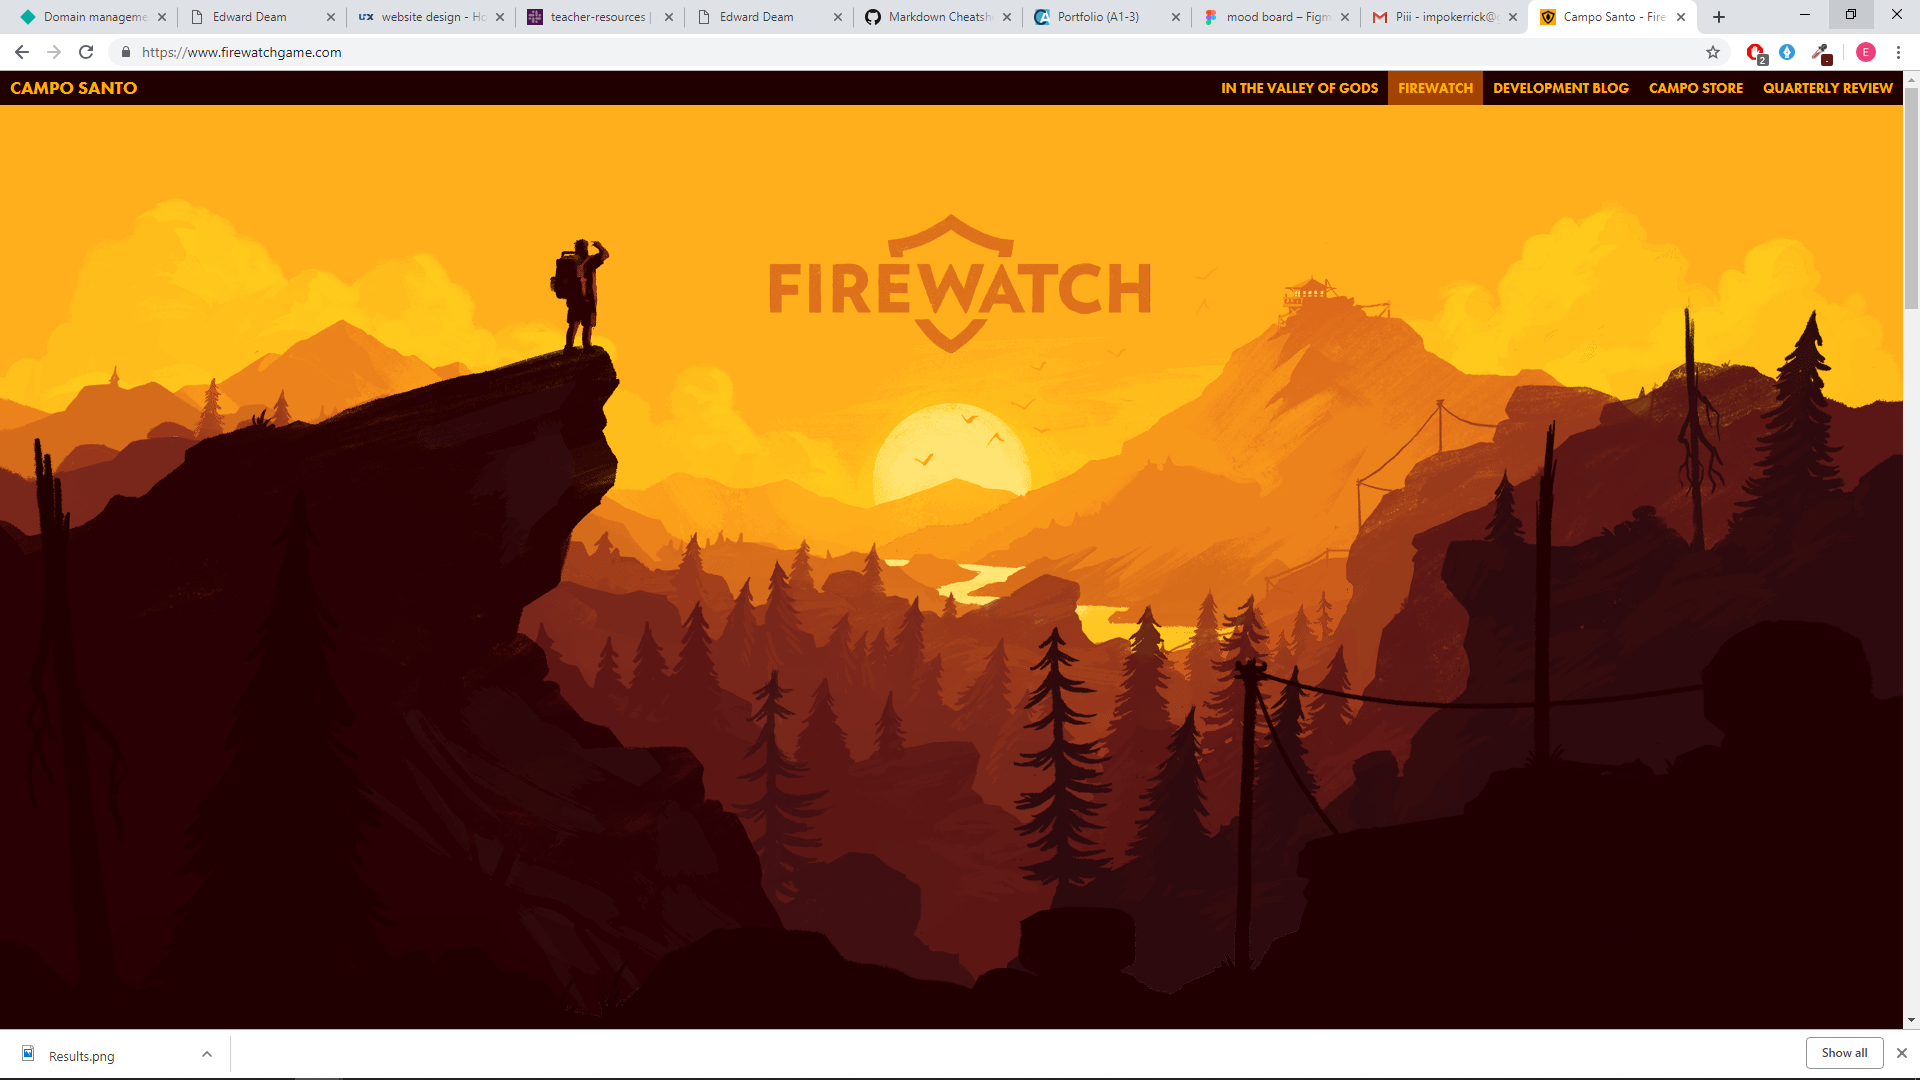 Domain manageme
Edward Deam
website design - Ho
teacher-resources |
Edward Deam
Markdown Cheatsh
Portfolio (A1-3)
mood board – Figm
Piii - impokerrick@g
Campo Santo - Fire
https://www.firewatchgame.com
2
E
CAMPO SANTO
IN THE VALLEY OF GODS
FIREWATCH
DEVELOPMENT BLOG
CAMPO STORE
QUARTERLY REVIEW
FIREWATCH
Results.png
Show all